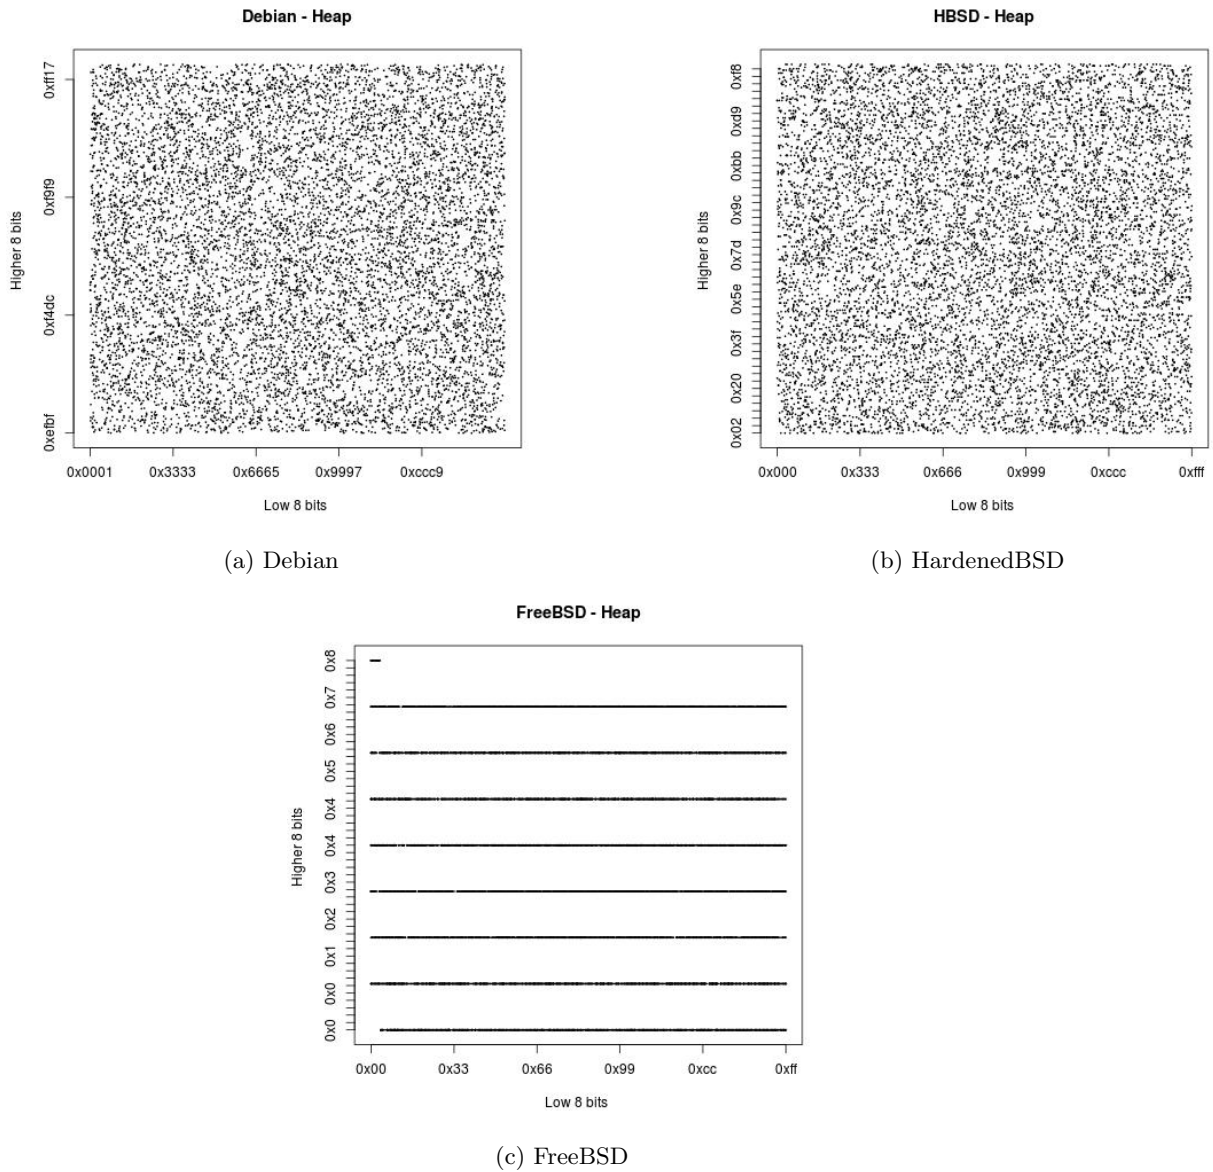 Debian - Heap
Higher 8 bits
0xff17
0xf9f9
0xf4dc
0xefbf
0x0001 0x3333 0x6665 0x9997 0xccc9
Low 8 bits
(a) Debian
HBSD - Heap
Higher 8 bits
0xf8
0xd9
0xbb
0x9c
0x7d
0x5e
0x3f
0x20
0x02
0x000 0x333 0x666 0x999 0xccc 0xfff
Low 8 bits
(b) HardenedBSD
FreeBSD - Heap
Higher 8 bits
0x8
0x7
0x6
0x5
0x4
0x4
0x3
0x2
0x1
0x0
0x0
0x00 0x33 0x66 0x99 0xcc 0xff
Low 8 bits
(c) FreeBSD